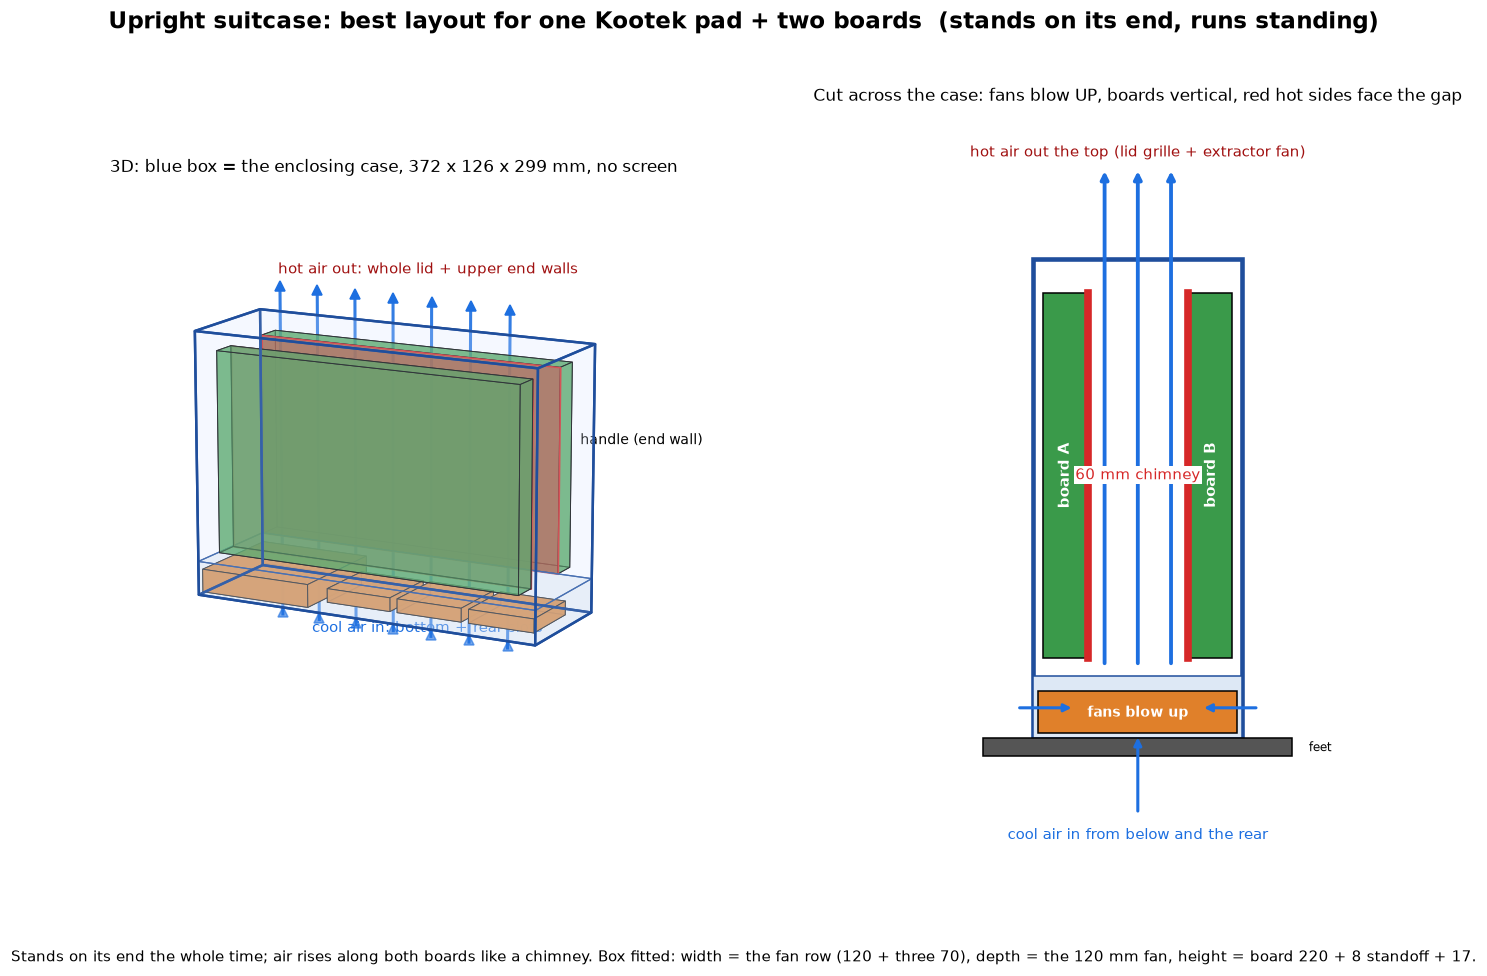 Upright suitcase: best layout for one Kootek pad + two boards  (stands on its end, runs standing)
Cut across the case: fans blow UP, boards vertical, red hot sides face the gap
hot air out the top (lid grille + extractor fan)
3D: blue box = the enclosing case, 372 x 126 x 299 mm, no screen
hot air out: whole lid + upper end walls
handle (end wall)
board A
60 mm chimney
board B
cool air in: bottom + rear
fans blow up
feet
cool air in from below and the rear
Stands on its end the whole time; air rises along both boards like a chimney. Box fitted: width = the fan row (120 + three 70), depth = the 120 mm fan, height = board 220 + 8 standoff + 17.